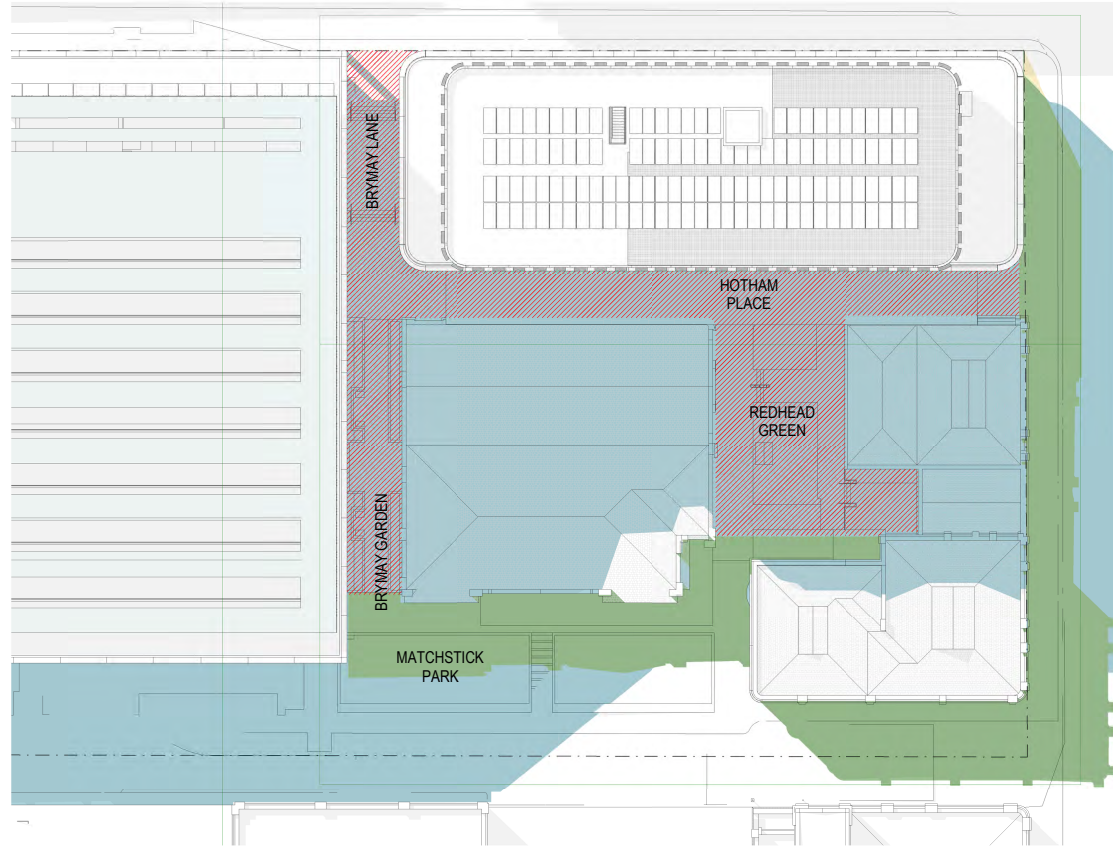 BRYMAY LANE
HOTHAM
PLACE
REDHEAD
GREEN
BRYMAY GARDEN
MATCHSTICK
PARK